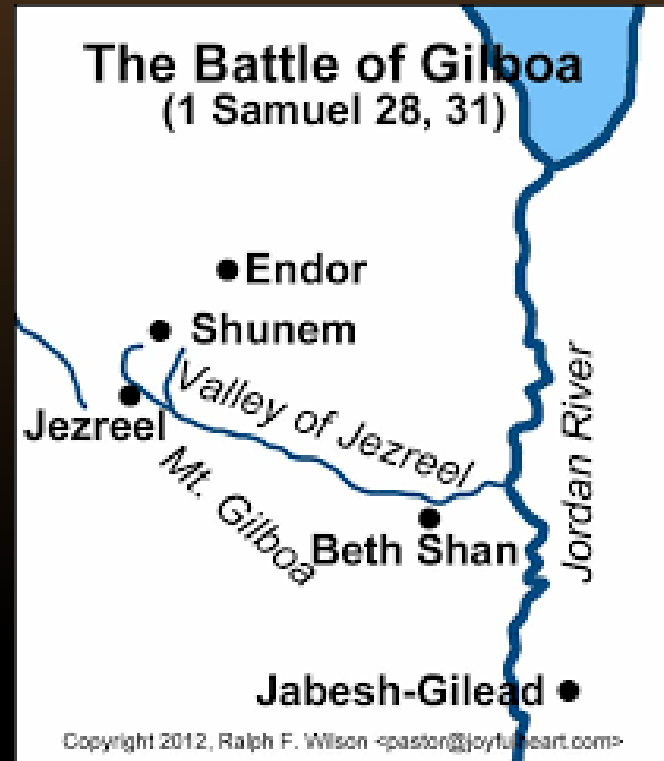 The Battle of Gilboa
(1 Samuel 28, 31)
Endor
Shunem
Valley of Jezreel
Jezreel
Mt. Gilboa
Jordan River
Beth Shan
Jabesh-Gilead
Copyright 2012, Ralph F. Wilson <pastor@joyfulheart.com>